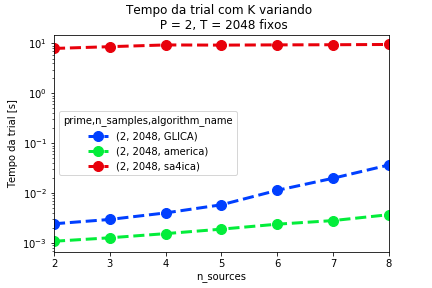 Tempo da trial com K variando
P = 2, T = 2048 fixos
Tempo da trial [s]
10¹
10⁰
10⁻¹
10⁻²
10⁻³
prime,n_samples,algorithm_name
(2, 2048, GLICA)
(2, 2048, america)
(2, 2048, sa4ica)
2 3 4 5 6 7 8
n_sources